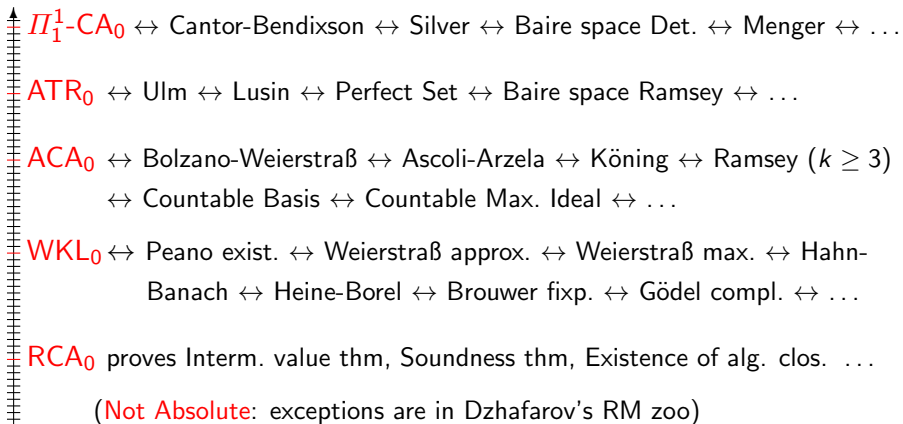 Π¹₁-CA₀ ↔ Cantor-Bendixson ↔ Silver ↔ Baire space Det. ↔ Menger ↔ ...
ATR₀ ↔ Ulm ↔ Lusin ↔ Perfect Set ↔ Baire space Ramsey ↔ ...
ACA₀ ↔ Bolzano-Weierstraß ↔ Ascoli-Arzela ↔ Köning ↔ Ramsey (k ≥ 3)
↔ Countable Basis ↔ Countable Max. Ideal ↔ ...
WKL₀ ↔ Peano exist. ↔ Weierstraß approx. ↔ Weierstraß max. ↔ Hahn-
Banach ↔ Heine-Borel ↔ Brouwer fixp. ↔ Gödel compl. ↔ ...
RCA₀ proves Interm. value thm, Soundness thm, Existence of alg. clos. ...
(Not Absolute: exceptions are in Dzhafarov's RM zoo)